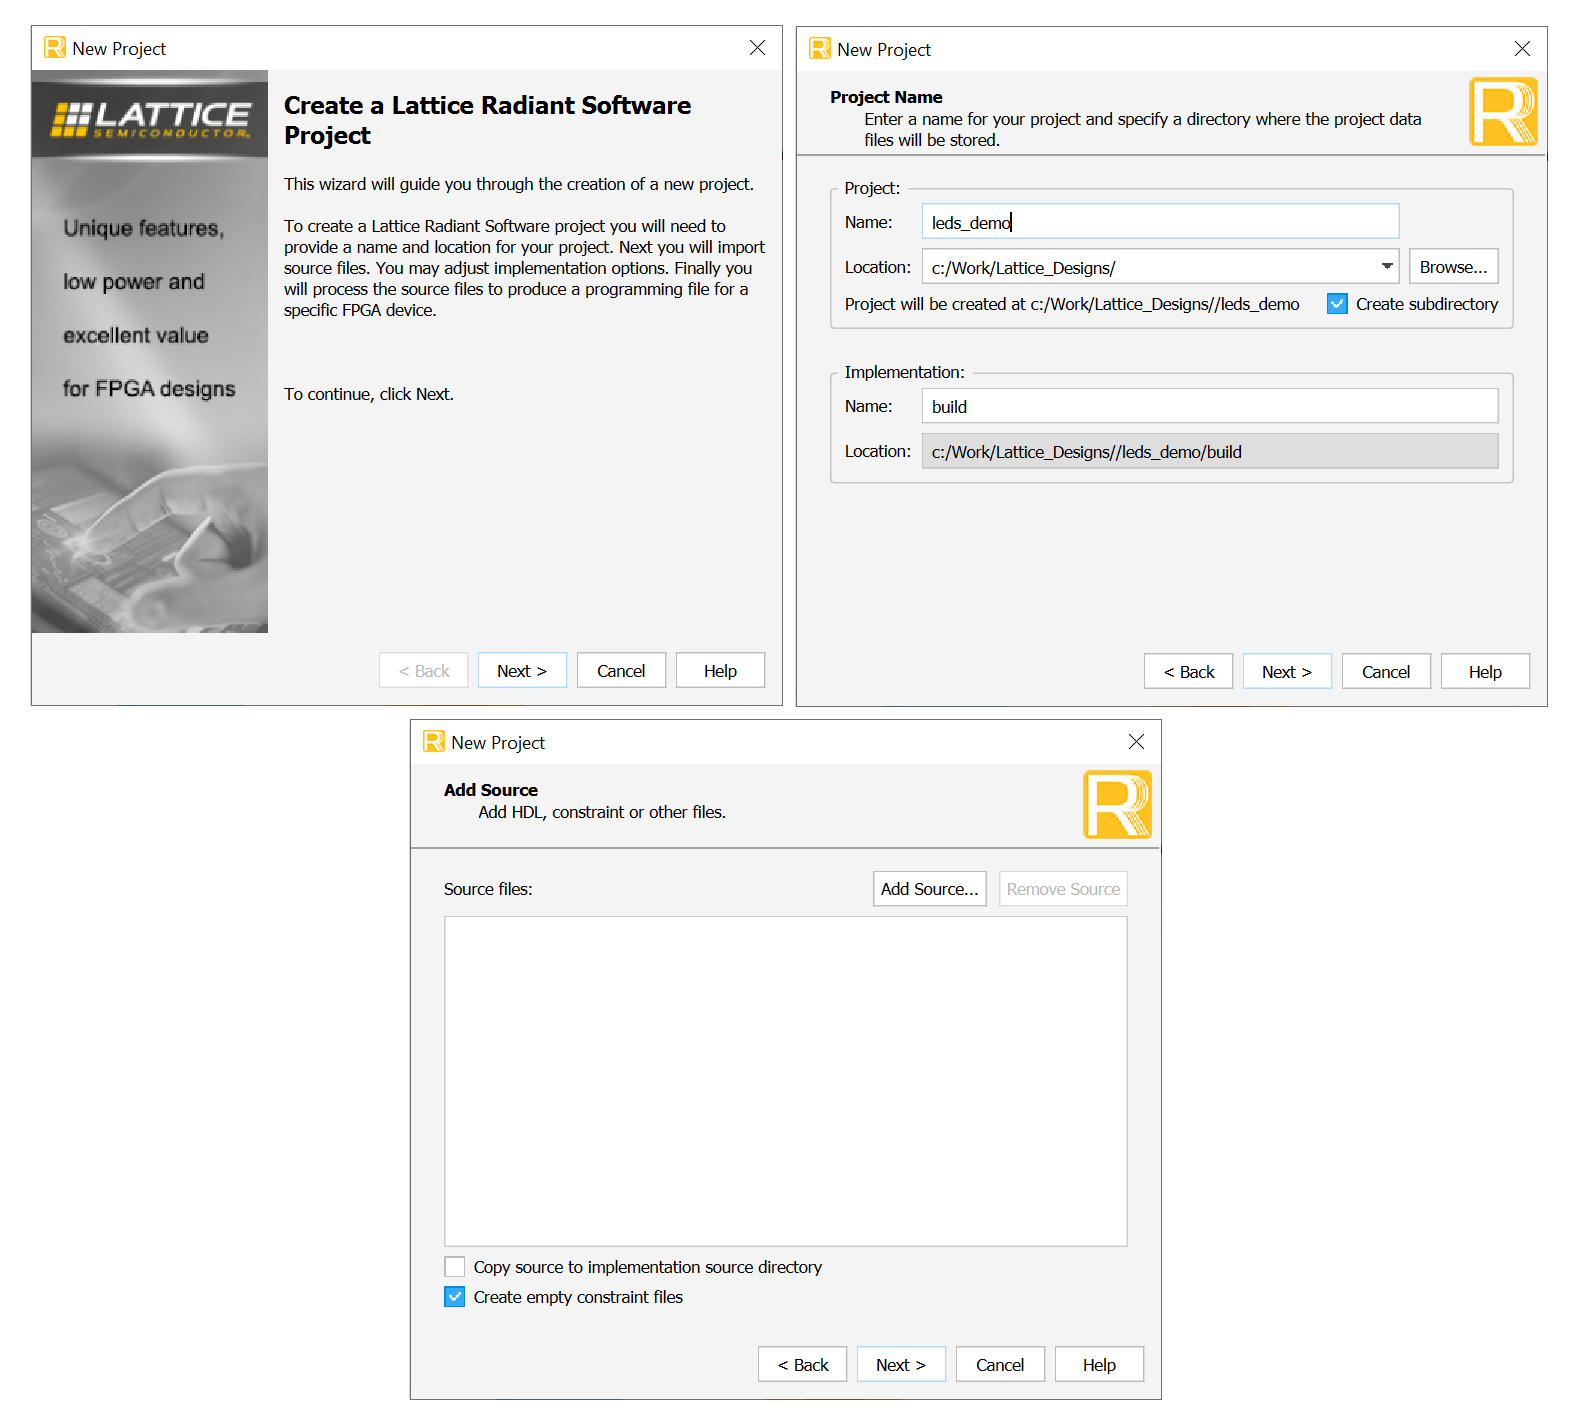 New Project
LATTICE
SEMICONDUCTOR
Unique features,
low power and
excellent value
for FPGA designs
Create a Lattice Radiant Software
Project
This wizard will guide you through the creation of a new project.
To create a Lattice Radiant Software project you will need to
provide a name and location for your project. Next you will import
source files. You may adjust implementation options. Finally you
will process the source files to produce a programming file for a
specific FPGA device.
To continue, click Next.
< Back Next > Cancel Help
New Project
Project Name
Enter a name for your project and specify a directory where the project data
files will be stored.
Project:
Name: leds_demo
Location: c:/Work/Lattice_Designs/ Browse...
Project will be created at c:/Work/Lattice_Designs//leds_demo Create subdirectory
Implementation:
Name: build
Location: c:/Work/Lattice_Designs//leds_demo/build
< Back Next > Cancel Help
New Project
Add Source
Add HDL, constraint or other files.
Source files: Add Source... Remove Source
Copy source to implementation source directory
Create empty constraint files
< Back Next > Cancel Help